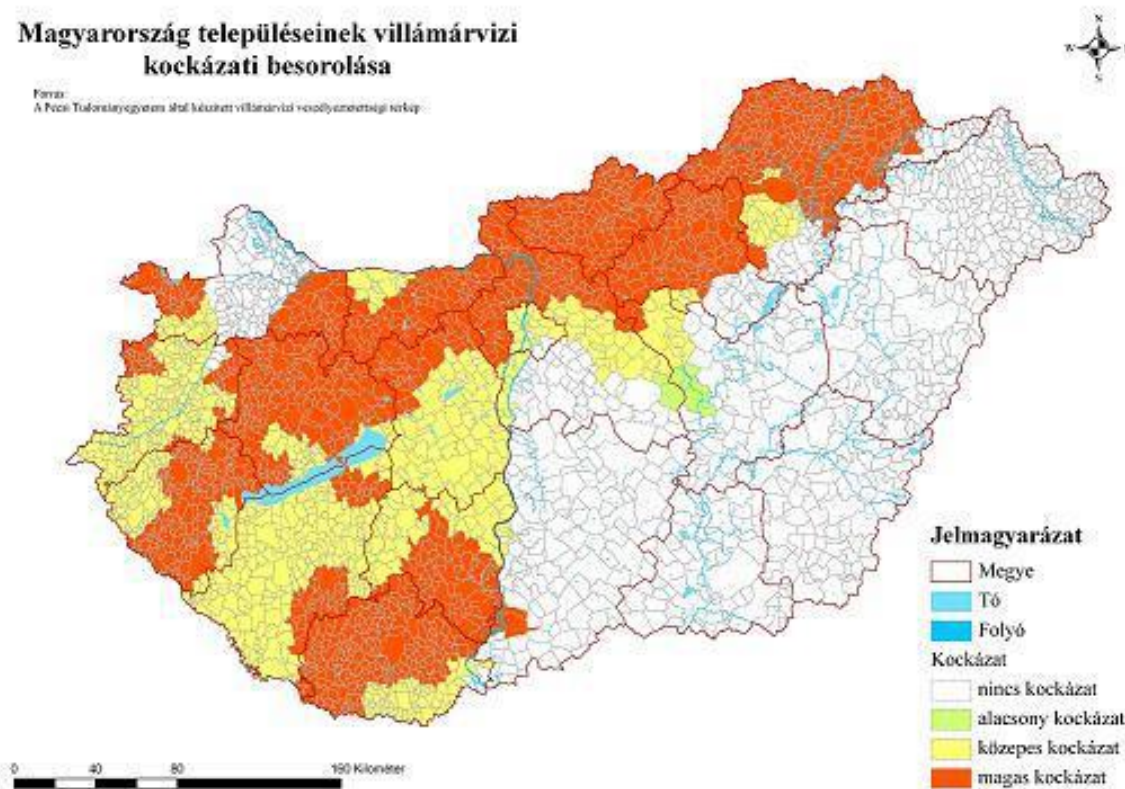 Magyarország településeinek villámárvizi
kockázati besorolása
Forrás:
A Pécsi Tudományegyetem által készített villámárvizi veszélyeztetettségi térkép
N
W
S
Jelmagyarázat
Megye
Tó
Folyó
Kockázat
nincs kockázat
alacsony kockázat
közepes kockázat
magas kockázat
0 40 80 160 Kilométer